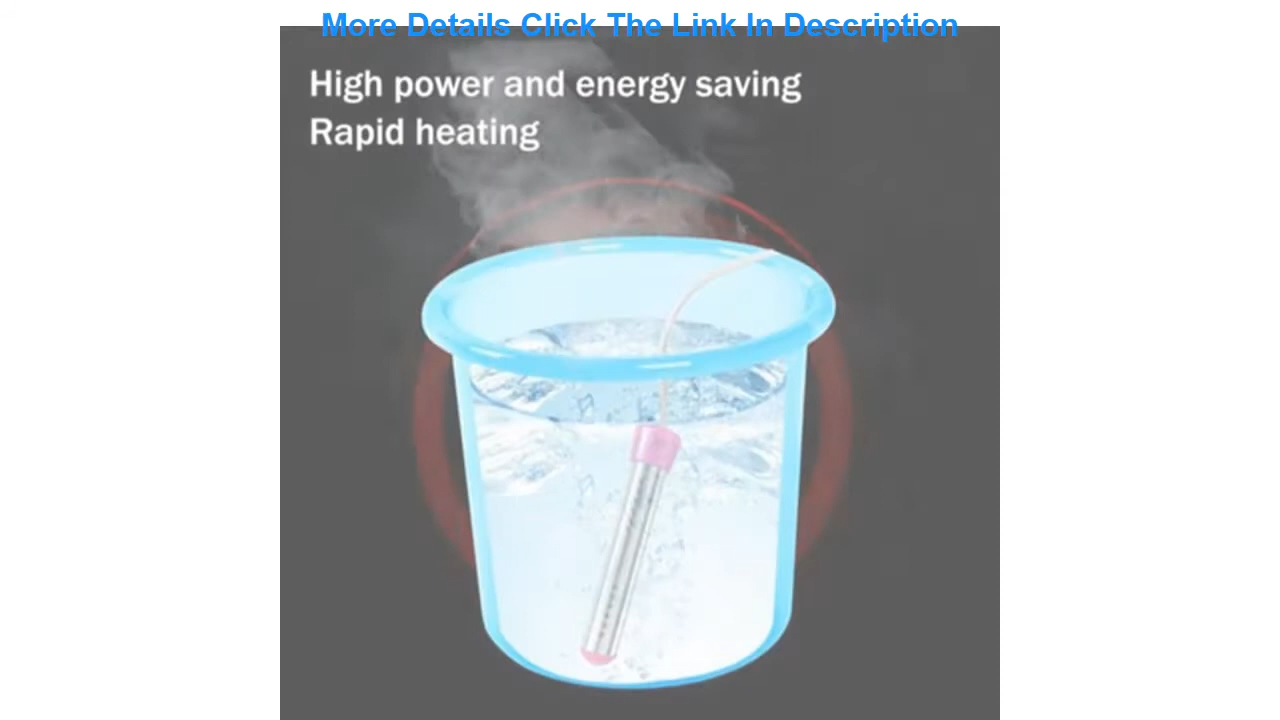 More Details Click The Link In Description
High power and energy saving
Rapid heating